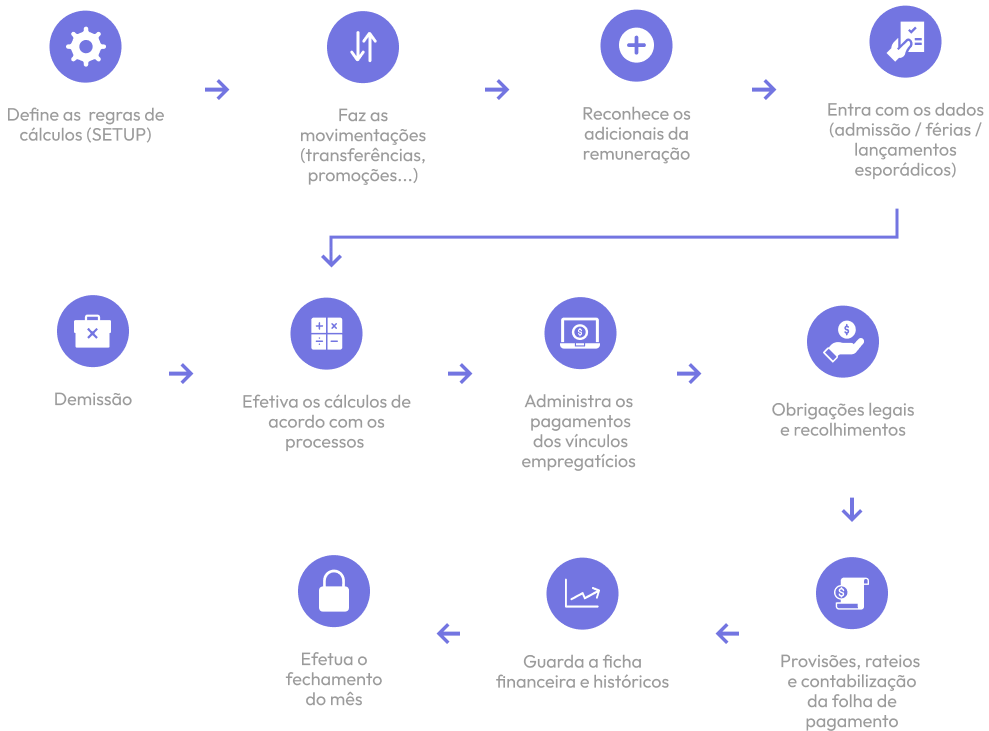 Define as regras de
cálculos (SETUP)
Faz as
movimentações
(transferências,
promoções...)
Reconhece os
adicionais da
remuneração
Entra com os dados
(admissão / férias /
lançamentos
esporádicos)
Demissão
Efetiva os cálculos de
acordo com os
processos
Administra os
pagamentos
dos vínculos
empregatícios
Obrigações legais
e recolhimentos
Efetua o
fechamento
do mês
Guarda a ficha
financeira e históricos
Provisões, rateios
e contabilização
da folha de
pagamento